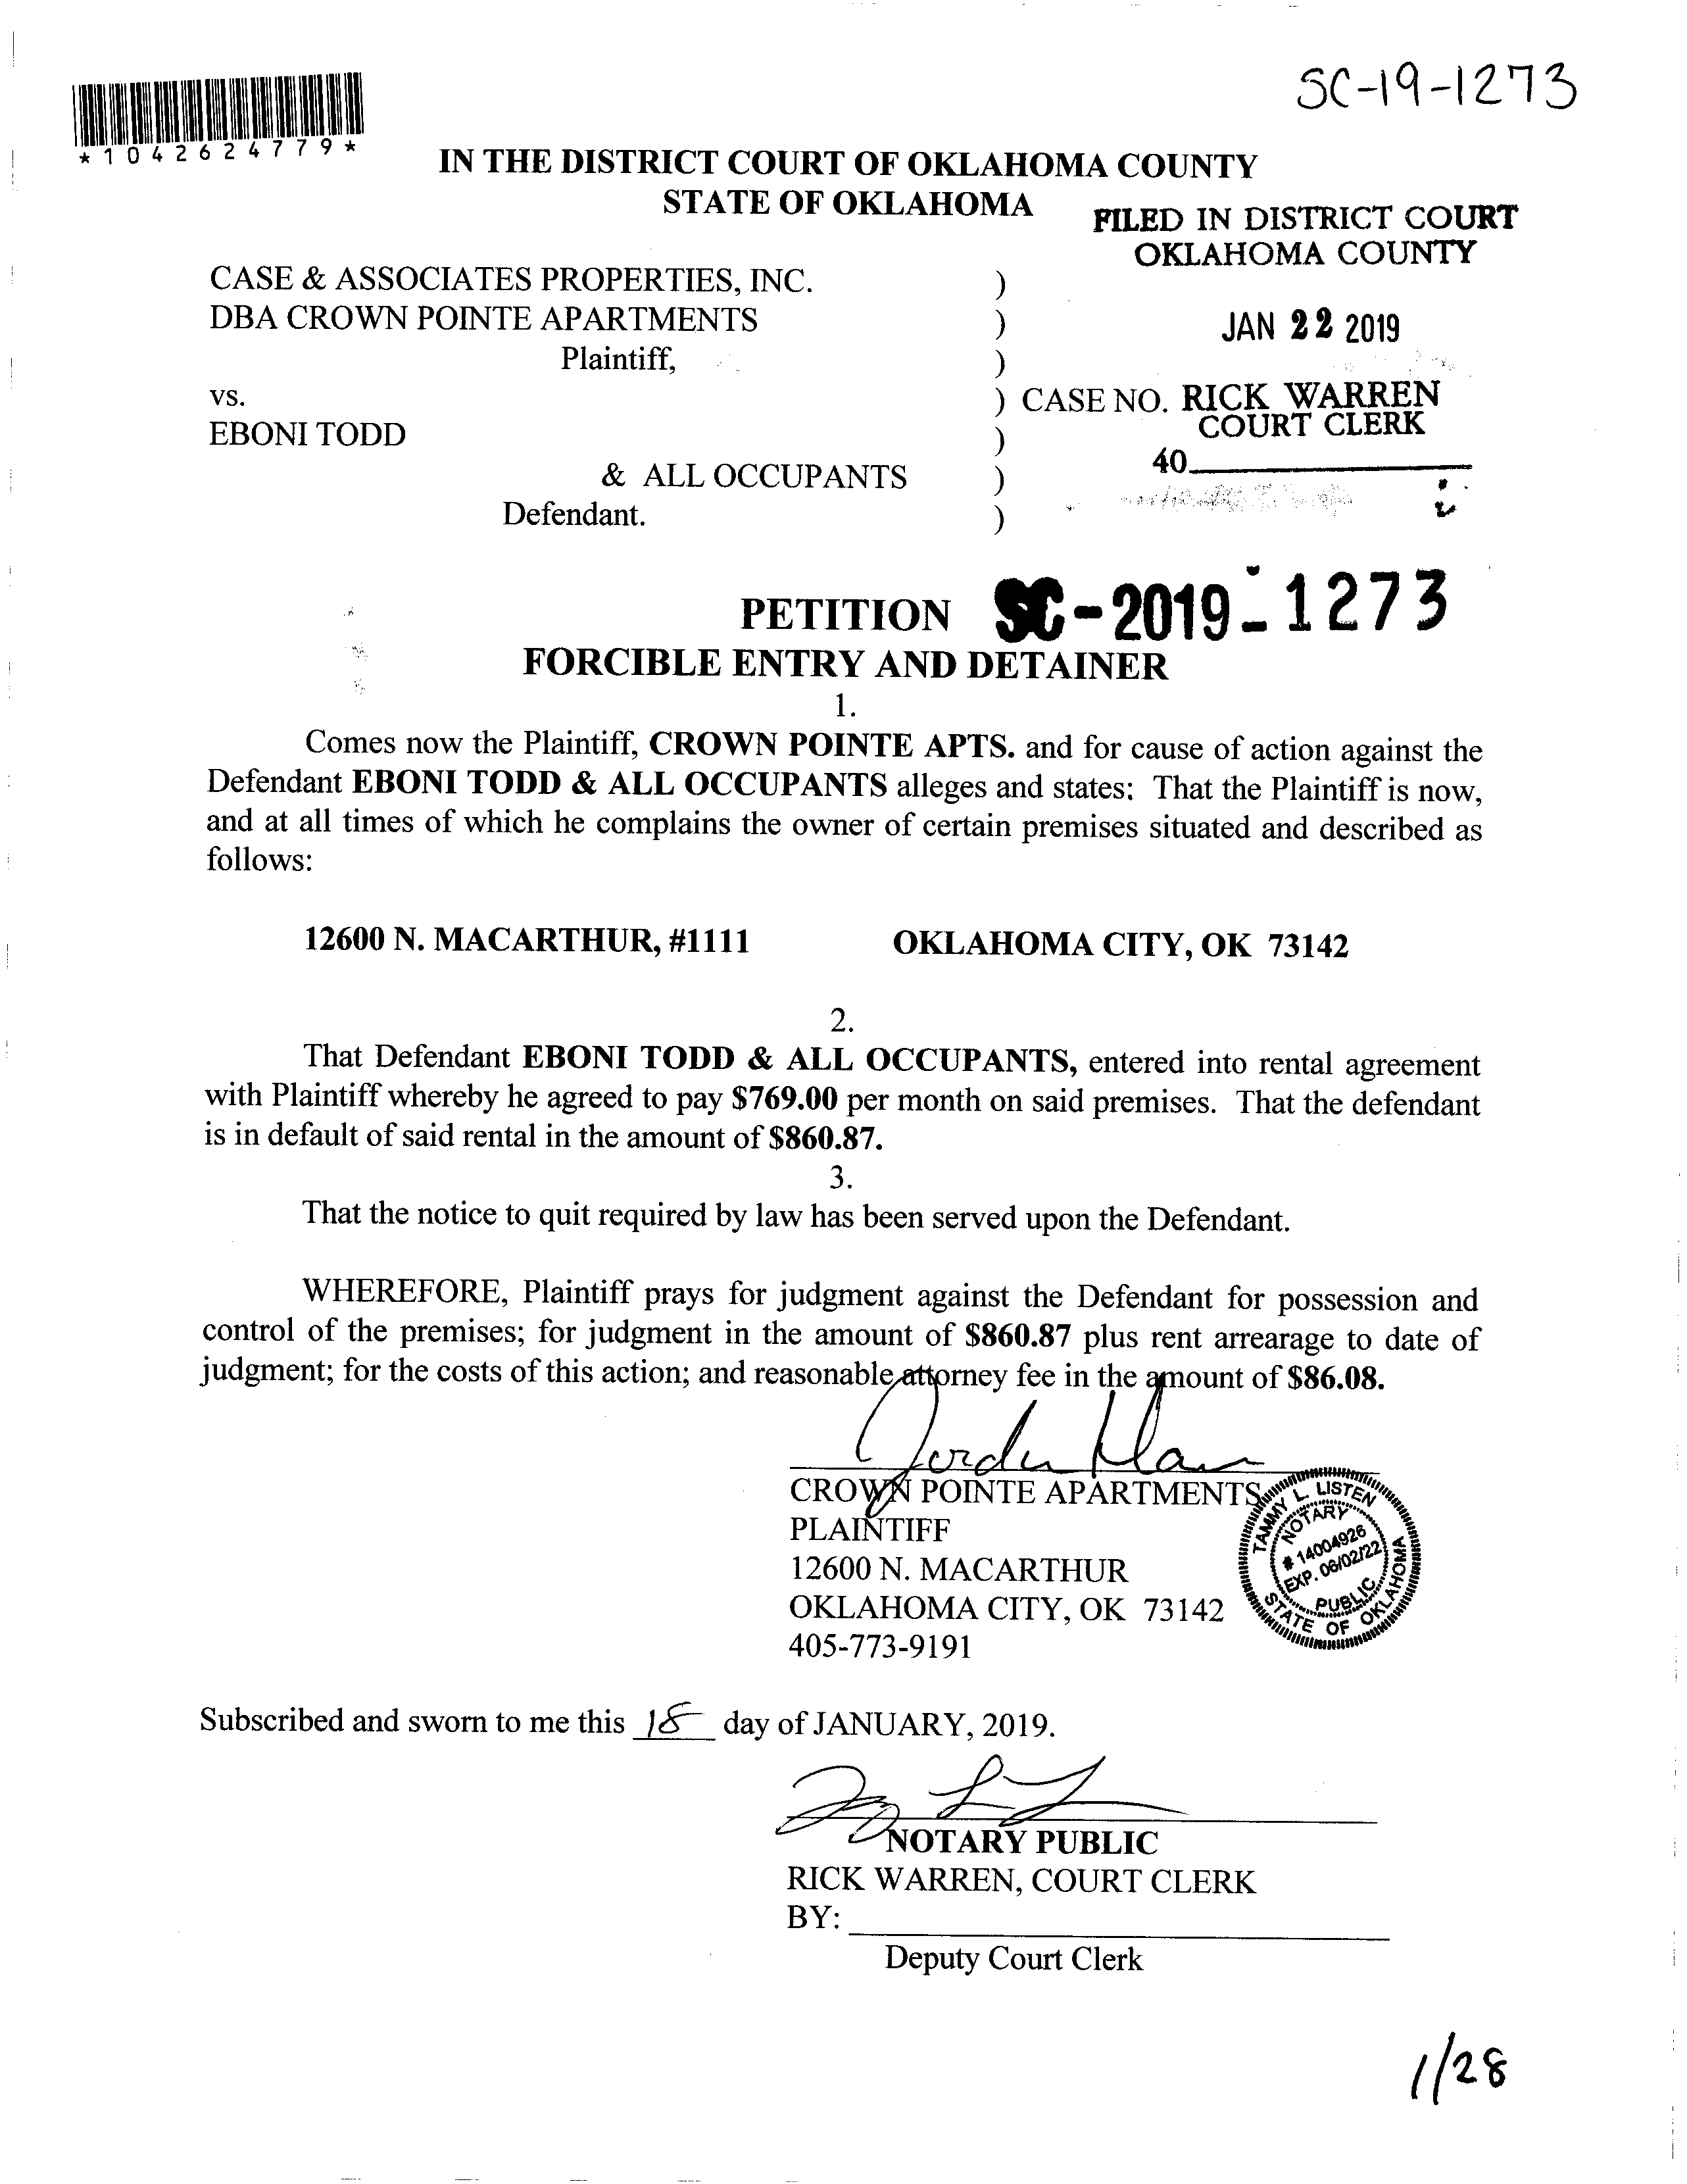 SC-19-1273
*1042624779*
IN THE DISTRICT COURT OF OKLAHOMA COUNTY
STATE OF OKLAHOMA
FILED IN DISTRICT COURT
OKLAHOMA COUNTY
CASE & ASSOCIATES PROPERTIES, INC. )
DBA CROWN POINTE APARTMENTS )
JAN 22 2019
Plaintiff, )
vs. ) CASE NO. RICK WARREN
COURT CLERK
EBONI TODD )
40
& ALL OCCUPANTS )
Defendant. )
PETITION SC-2019-1273
FORCIBLE ENTRY AND DETAINER
1.
Comes now the Plaintiff, CROWN POINTE APTS. and for cause of action against the
Defendant EBONI TODD & ALL OCCUPANTS alleges and states: That the Plaintiff is now,
and at all times of which he complains the owner of certain premises situated and described as
follows:
12600 N. MACARTHUR, #1111 OKLAHOMA CITY, OK 73142
2.
That Defendant EBONI TODD & ALL OCCUPANTS, entered into rental agreement
with Plaintiff whereby he agreed to pay $769.00 per month on said premises. That the defendant
is in default of said rental in the amount of $860.87.
3.
That the notice to quit required by law has been served upon the Defendant.
WHEREFORE, Plaintiff prays for judgment against the Defendant for possession and
control of the premises; for judgment in the amount of $860.87 plus rent arrearage to date of
judgment; for the costs of this action; and reasonable attorney fee in the amount of $86.08.
CROWN POINTE APARTMENTS
PLAINTIFF
12600 N. MACARTHUR
OKLAHOMA CITY, OK 73142
405-773-9191
TAMMY L. LISTEN
NOTARY
# 14004926
EXP. 06/02/22
PUBLIC
STATE OF OKLAHOMA
Subscribed and sworn to me this 18 day of JANUARY, 2019.
NOTARY PUBLIC
RICK WARREN, COURT CLERK
BY:
Deputy Court Clerk
1/28